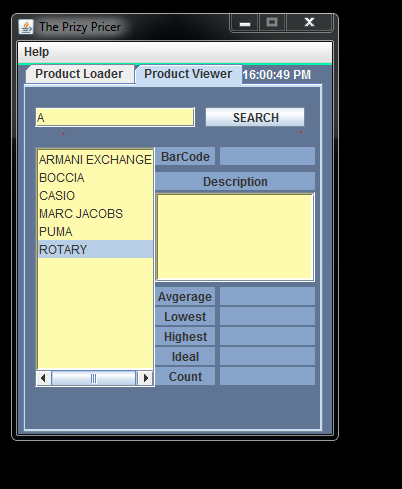 The Prizy Pricer
Help
Product Loader Product Viewer 16:00:49 PM
A SEARCH
ARMANI EXCHANGE
BOCCIA
CASIO
MARC JACOBS
PUMA
ROTARY
BarCode
Description
Avgerage
Lowest
Highest
Ideal
Count